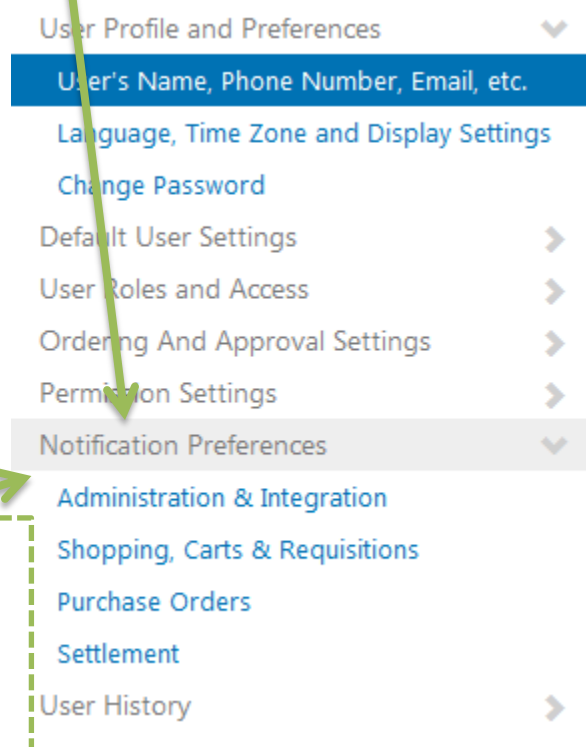 User Profile and Preferences
User's Name, Phone Number, Email, etc.
Language, Time Zone and Display Settings
Change Password
Default User Settings
User Roles and Access
Ordering And Approval Settings
Permission Settings
Notification Preferences
Administration & Integration
Shopping, Carts & Requisitions
Purchase Orders
Settlement
User History